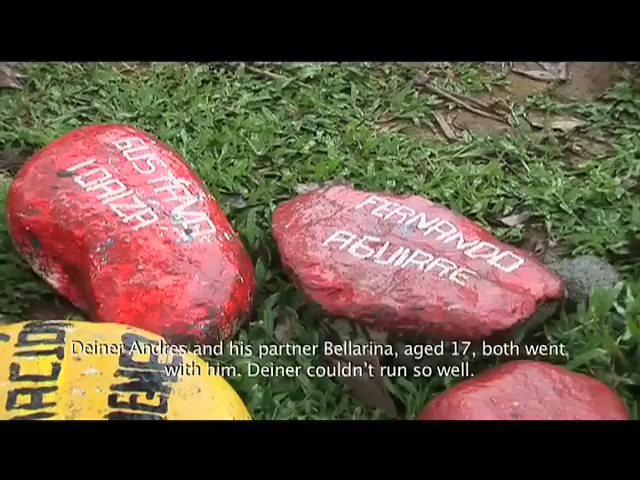 GUSTAVO
LOAIZA
FERNANDO
AGUIRRE
Deiner Andres and his partner Bellarina, aged 17, both went
with him. Deiner couldn't run so well.